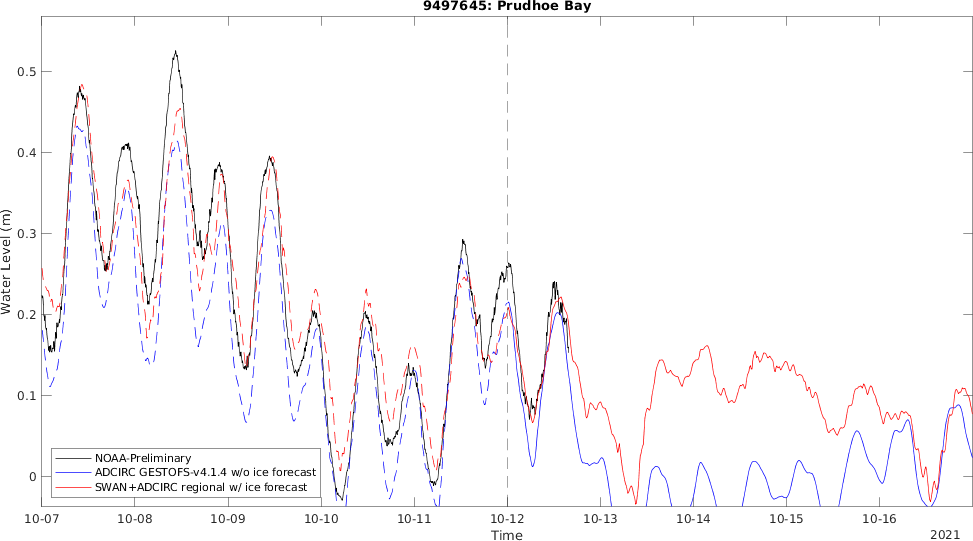 9497645: Prudhoe Bay
Water Level (m)
0.5
0.4
0.3
0.2
0.1
0
NOAA-Preliminary
ADCIRC GESTOFS-v4.1.4 w/o ice forecast
SWAN+ADCIRC regional w/ ice forecast
10-07 10-08 10-09 10-10 10-11 10-12 10-13 10-14 10-15 10-16
Time
2021